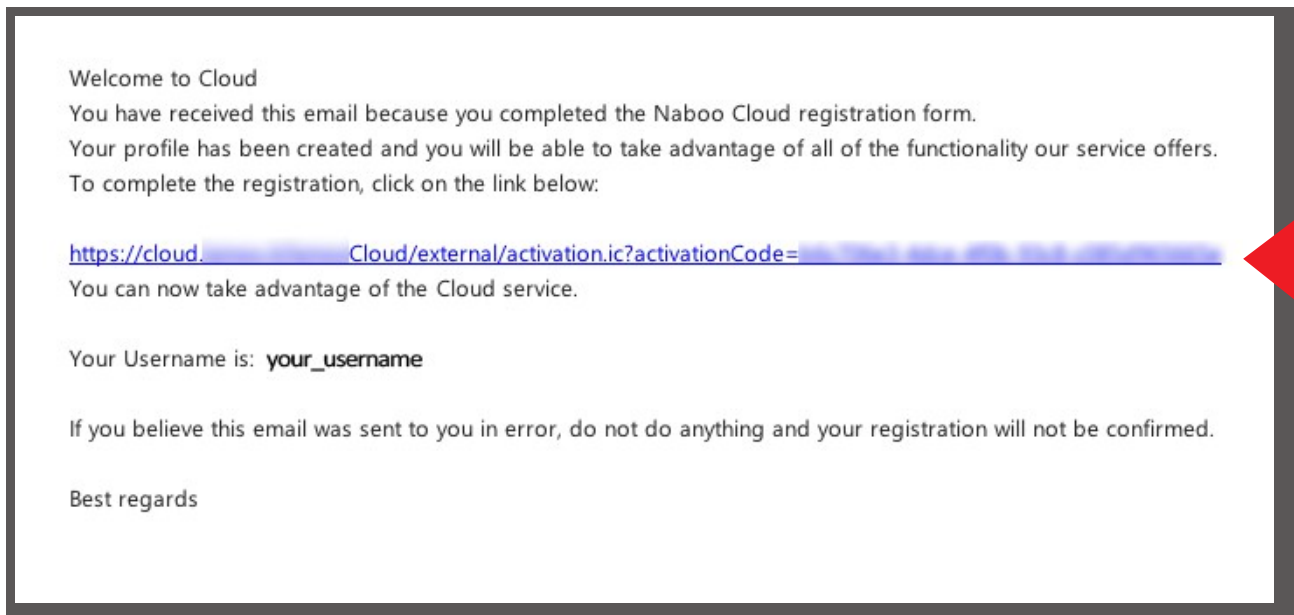 Welcome to Cloud
You have received this email because you completed the Naboo Cloud registration form.
Your profile has been created and you will be able to take advantage of all of the functionality our service offers.
To complete the registration, click on the link below:
https://cloud. Cloud/external/activation.ic?activationCode=
You can now take advantage of the Cloud service.
Your Username is: your_username
If you believe this email was sent to you in error, do not do anything and your registration will not be confirmed.
Best regards